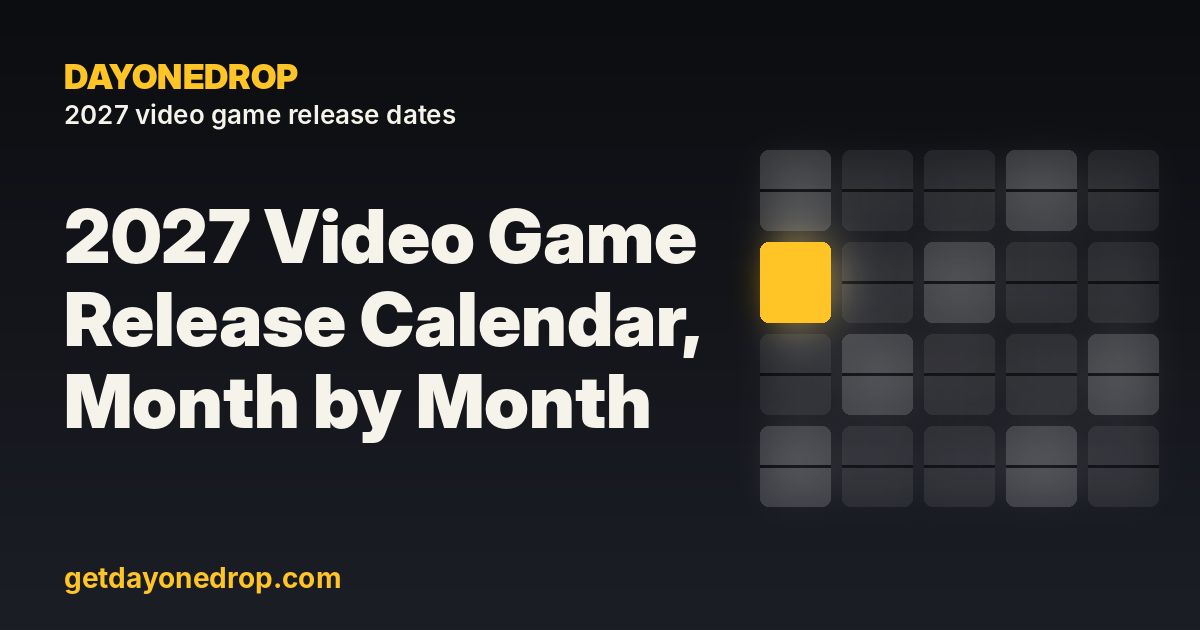 DAYONEDROP
2027 video game release dates
2027 Video Game
Release Calendar,
Month by Month
getdayonedrop.com